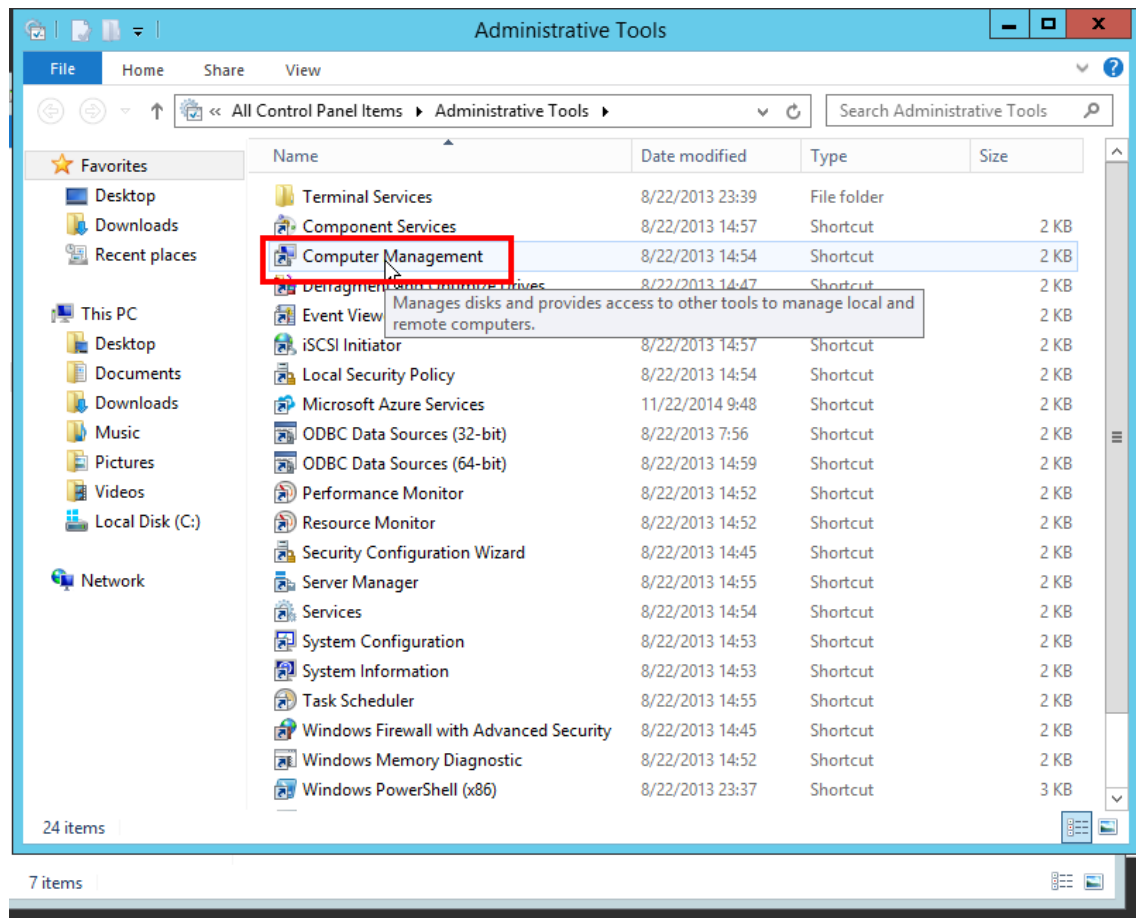 Administrative Tools
File Home Share View
« All Control Panel Items Administrative Tools Search Administrative Tools
Name Date modified Type Size
Favorites
Desktop
Downloads
Recent places
This PC
Desktop
Documents
Downloads
Music
Pictures
Videos
Local Disk (C:)
Network
Terminal Services 8/22/2013 23:39 File folder
Component Services 8/22/2013 14:57 Shortcut 2 KB
Computer Management 8/22/2013 14:54 Shortcut 2 KB
Defragment and Optimize Drives 8/22/2013 14:47 Shortcut 2 KB
Manages disks and provides access to other tools to manage local and
remote computers.
Event View 2 KB
iSCSI Initiator 8/22/2013 14:57 Shortcut 2 KB
Local Security Policy 8/22/2013 14:54 Shortcut 2 KB
Microsoft Azure Services 11/22/2014 9:48 Shortcut 2 KB
ODBC Data Sources (32-bit) 8/22/2013 7:56 Shortcut 2 KB
ODBC Data Sources (64-bit) 8/22/2013 14:59 Shortcut 2 KB
Performance Monitor 8/22/2013 14:52 Shortcut 2 KB
Resource Monitor 8/22/2013 14:52 Shortcut 2 KB
Security Configuration Wizard 8/22/2013 14:45 Shortcut 2 KB
Server Manager 8/22/2013 14:55 Shortcut 2 KB
Services 8/22/2013 14:54 Shortcut 2 KB
System Configuration 8/22/2013 14:53 Shortcut 2 KB
System Information 8/22/2013 14:53 Shortcut 2 KB
Task Scheduler 8/22/2013 14:55 Shortcut 2 KB
Windows Firewall with Advanced Security 8/22/2013 14:45 Shortcut 2 KB
Windows Memory Diagnostic 8/22/2013 14:52 Shortcut 2 KB
Windows PowerShell (x86) 8/22/2013 23:37 Shortcut 3 KB
24 items
7 items